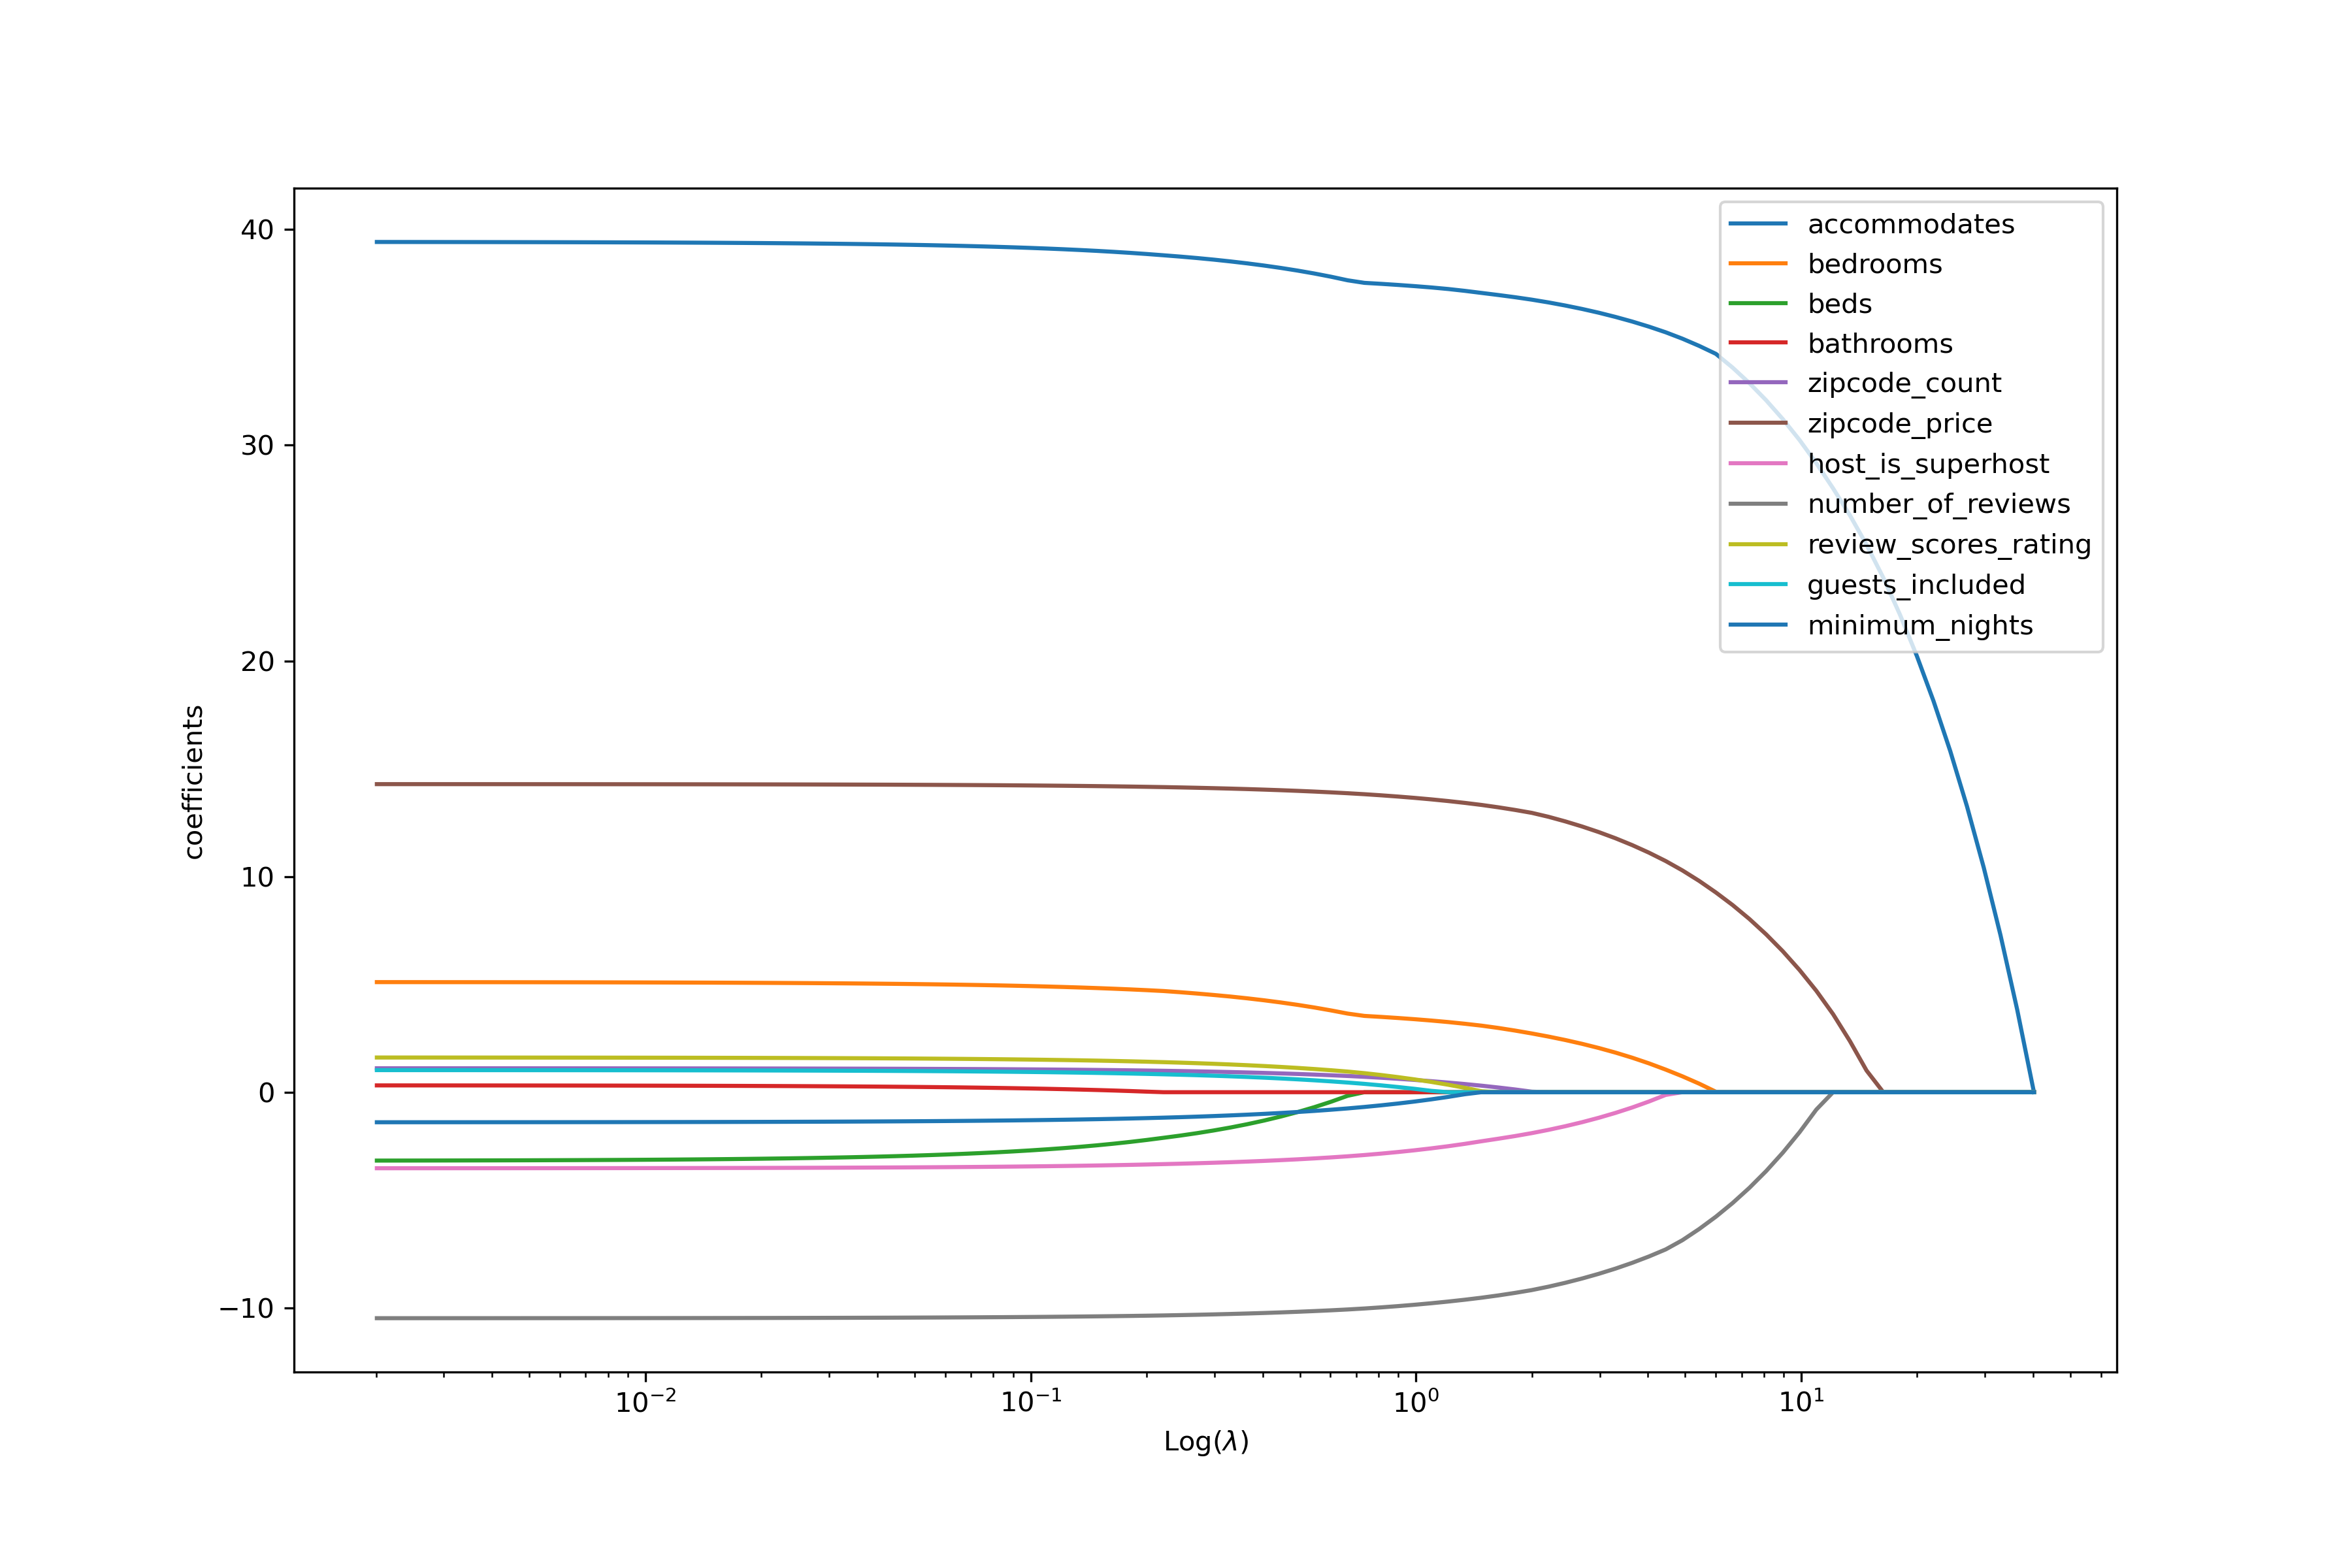 40
30
20
10
0
−10
coefficients
10⁻²
10⁻¹
10⁰
10¹
Log(λ)
accommodates
bedrooms
beds
bathrooms
zipcode_count
zipcode_price
host_is_superhost
number_of_reviews
review_scores_rating
guests_included
minimum_nights